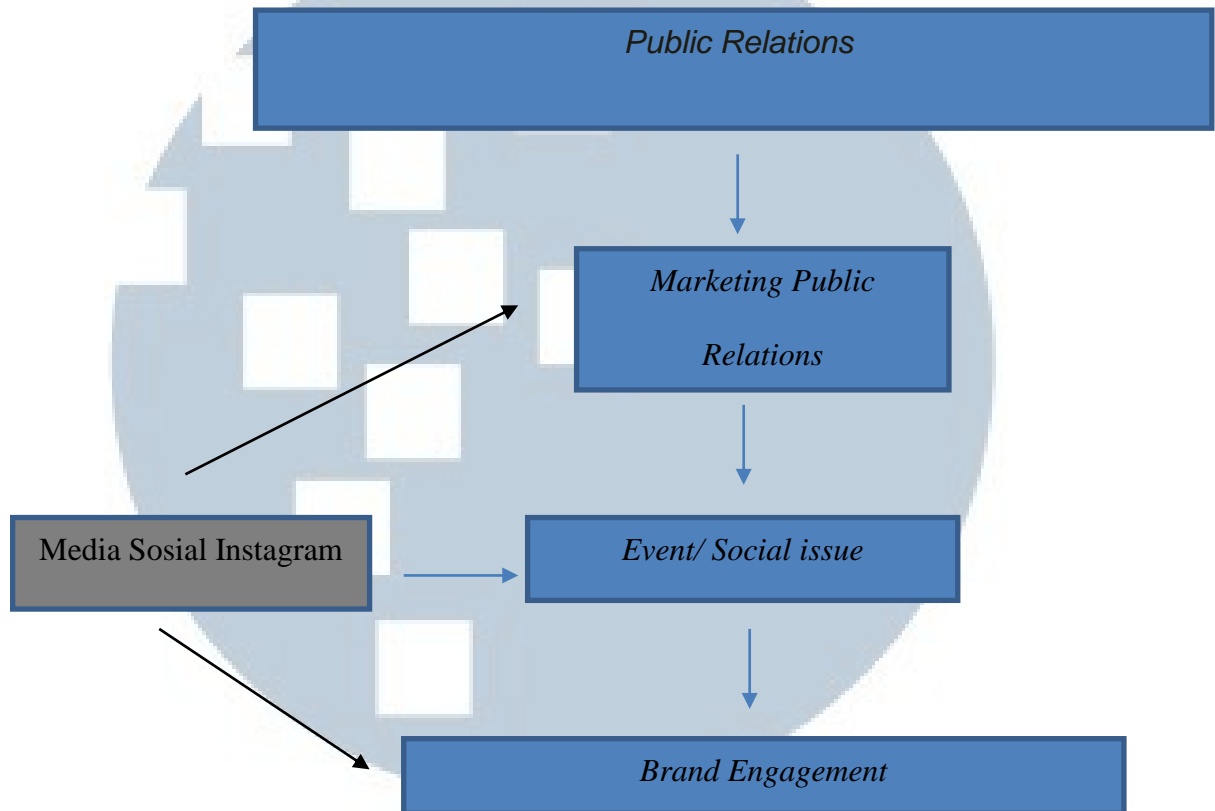 Public Relations
Marketing Public
Relations
Media Sosial Instagram
Event/ Social issue
Brand Engagement